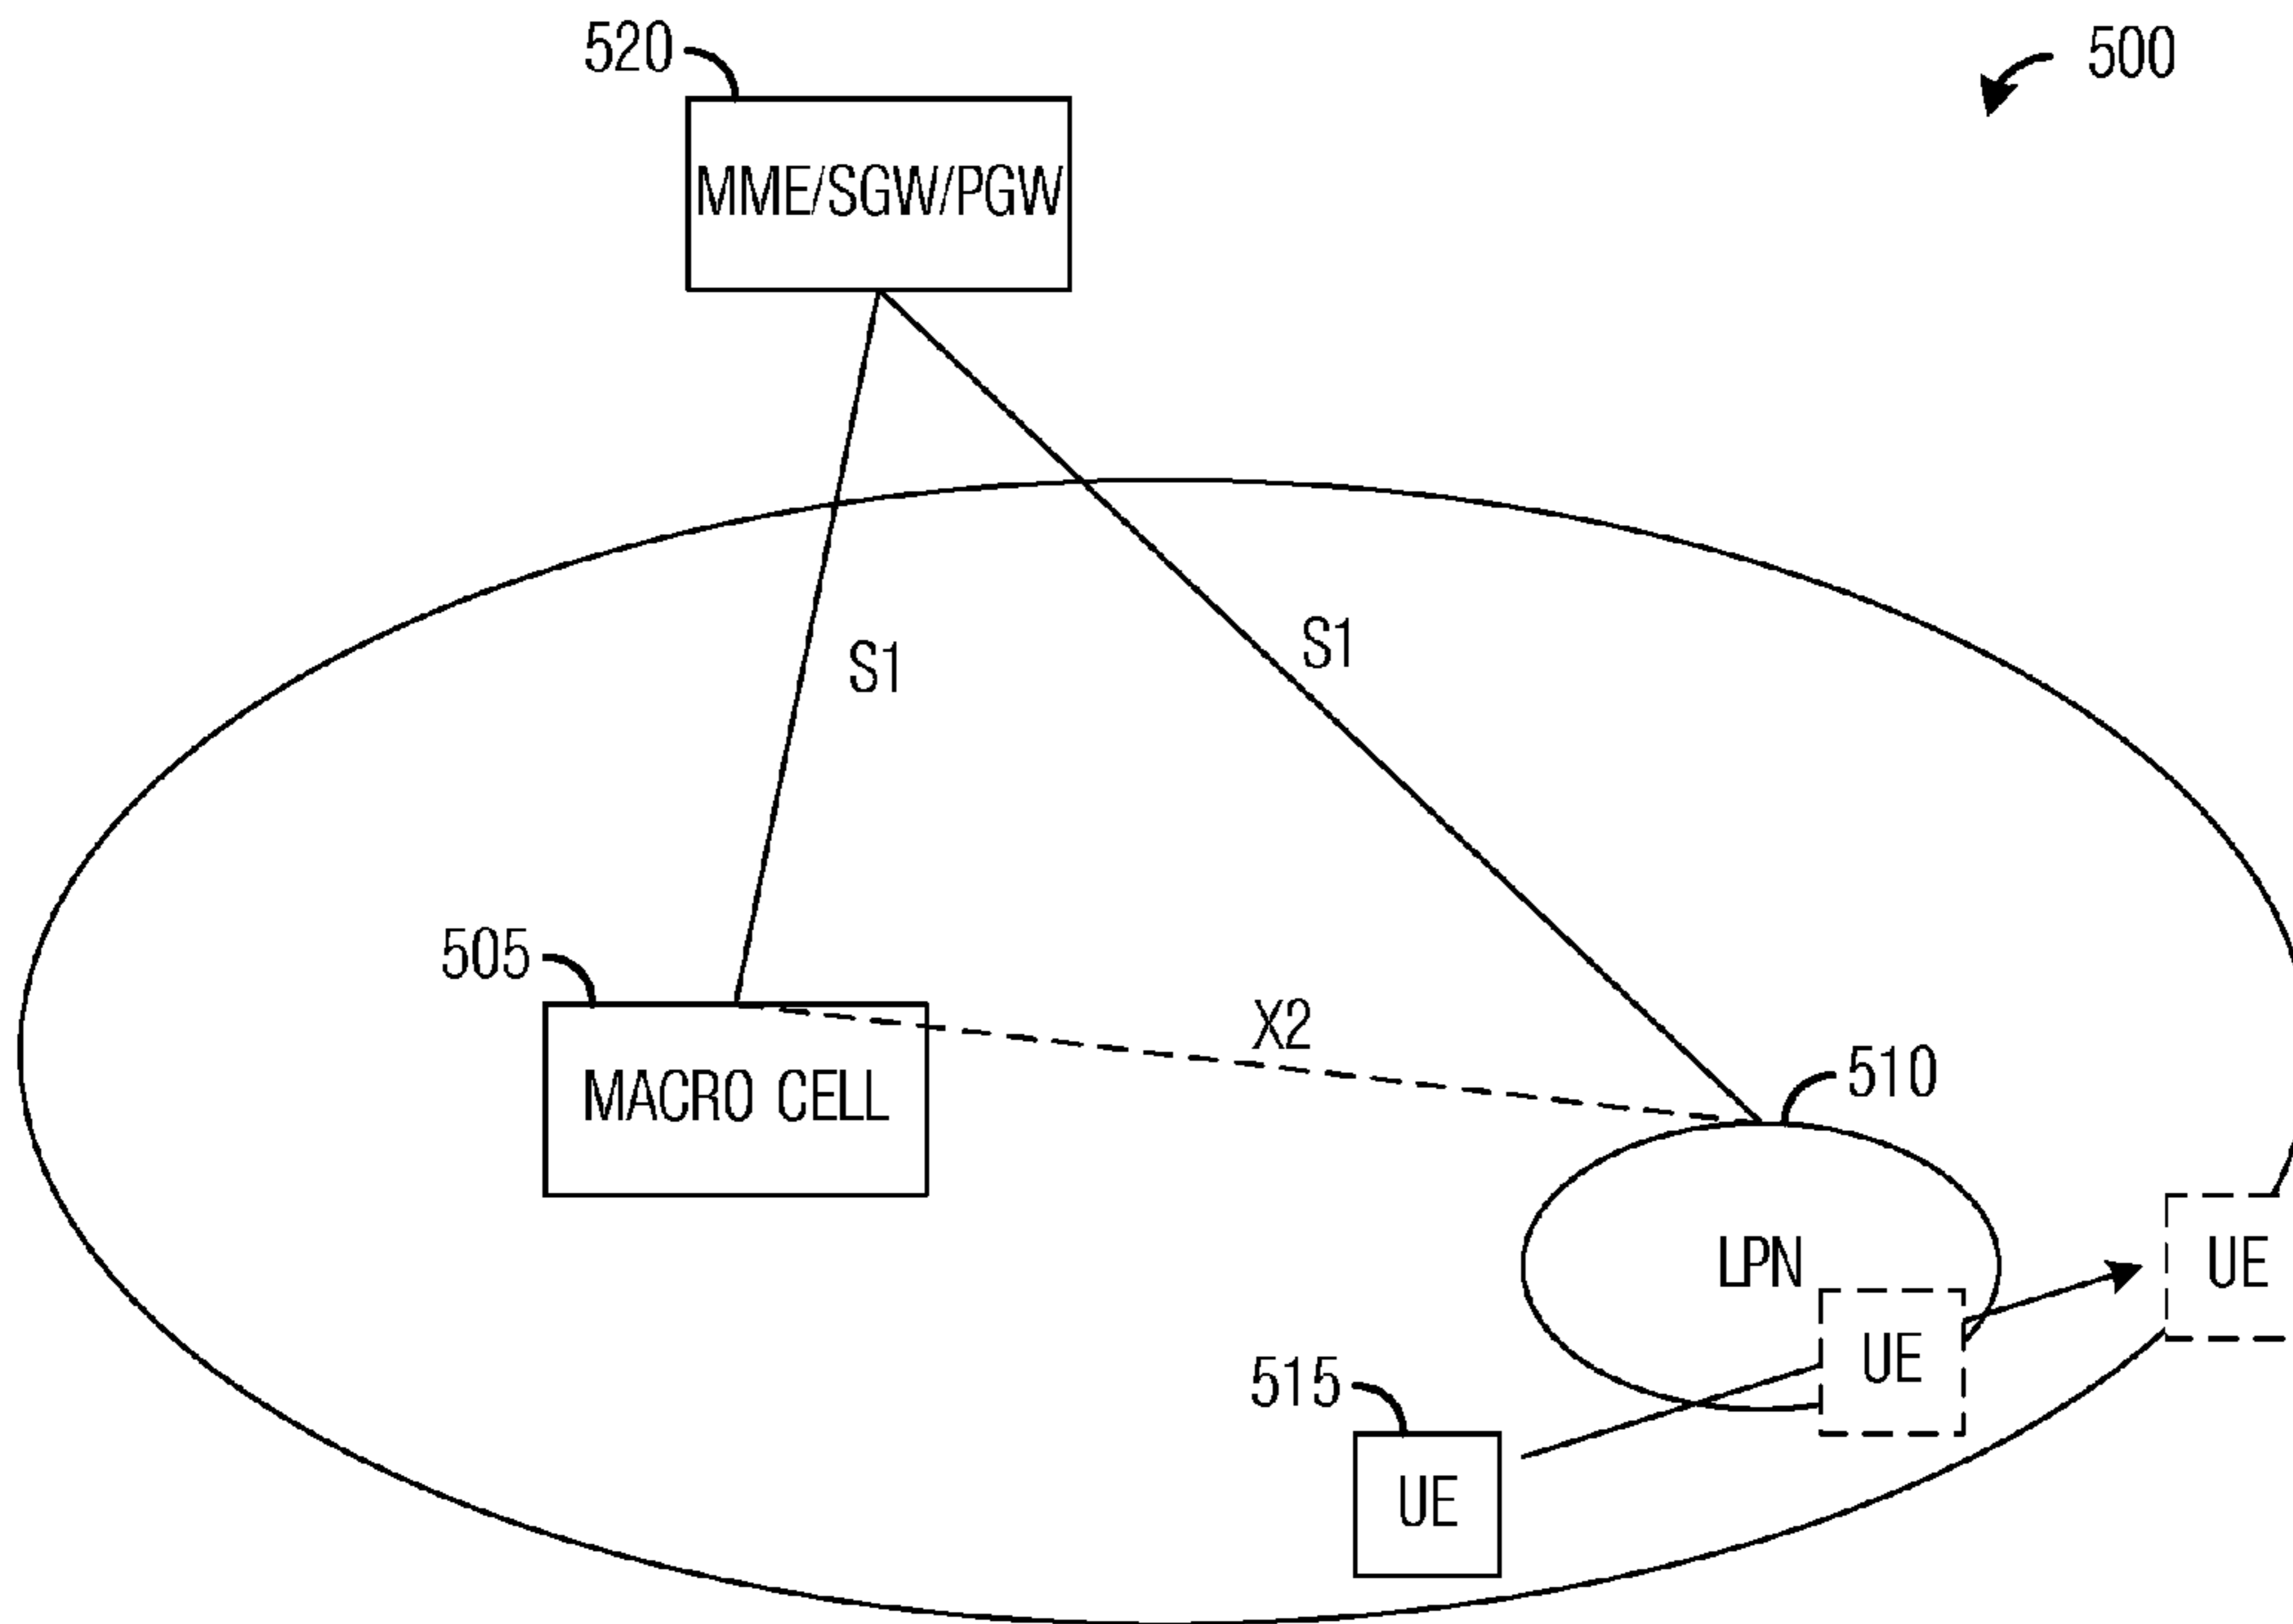 520
500
MME/SGW/PGW
S1
S1
505
X2
MACRO CELL
510
LPN
UE
UE
515
UE